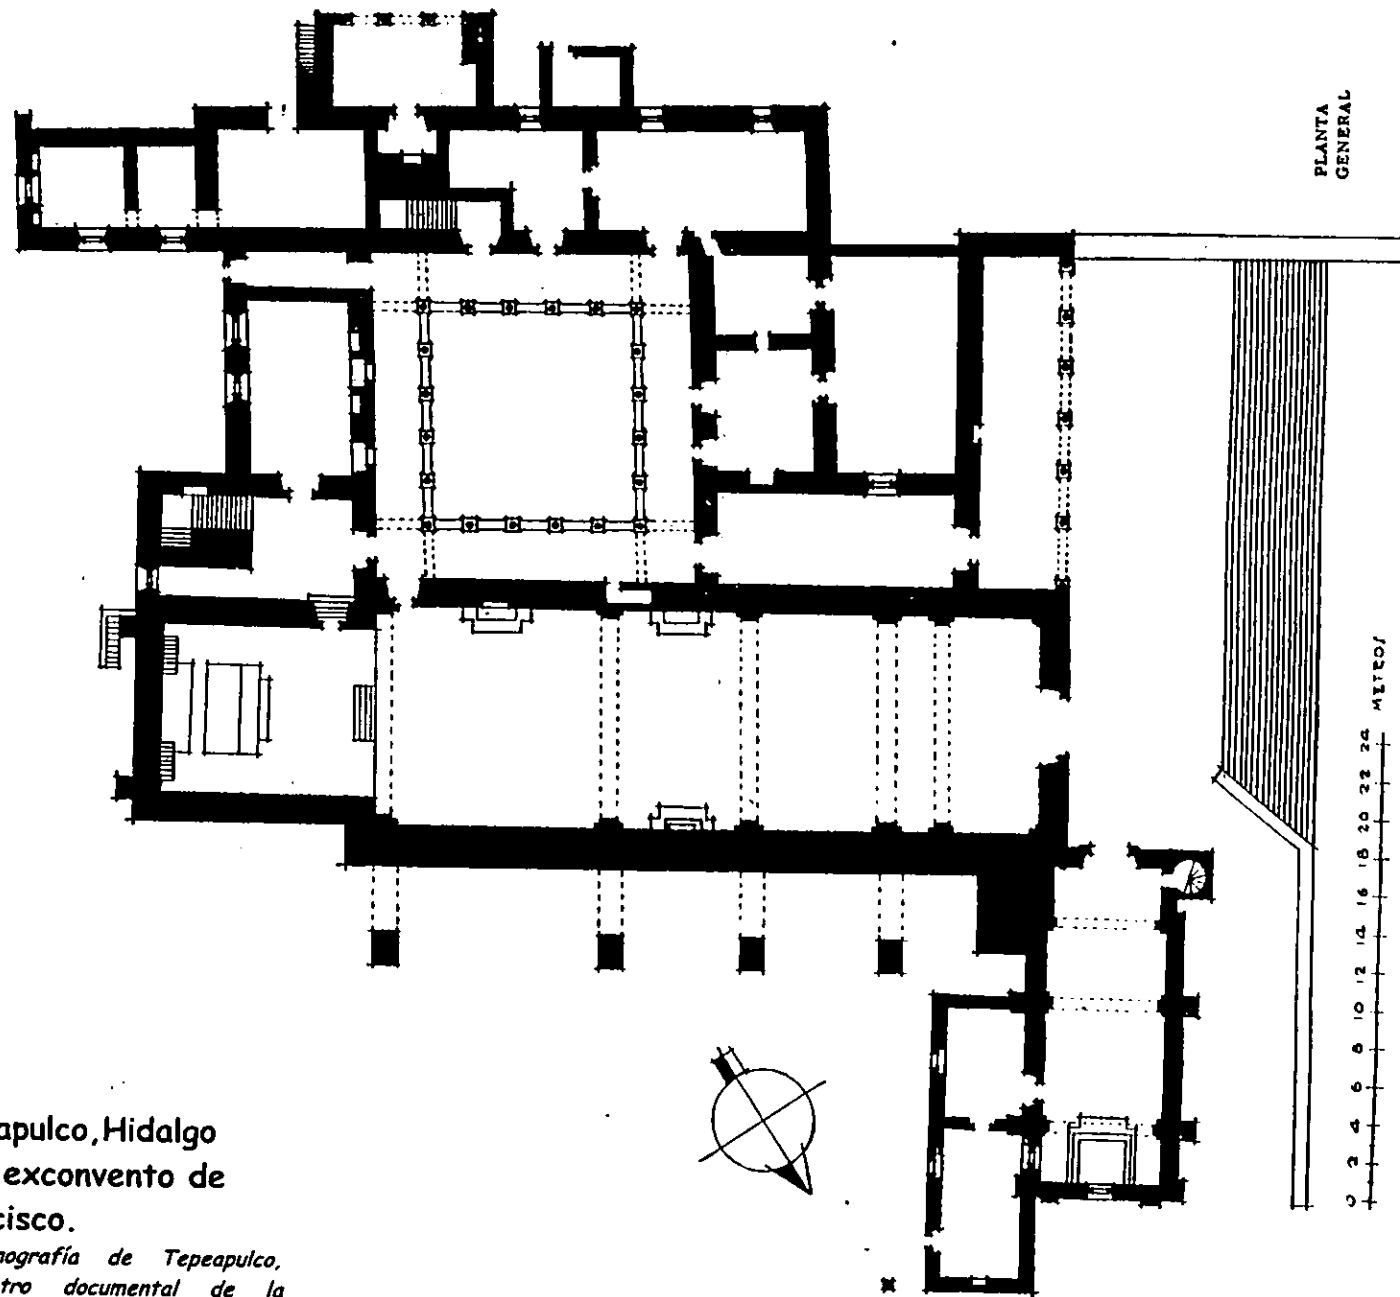 PLANTA
GENERAL
METROS
0 2 4 6 8 10 12 14 16 18 20 22 24
apulco, Hidalgo
exconvento de
cisco.
nografía de Tepeapulco,
tro documental de la